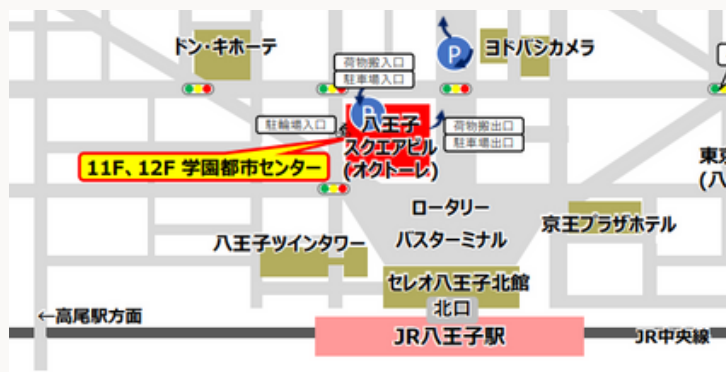 ドン・キホーテ
P
ヨドバシカメラ
荷物搬入口
駐車場入口
P
駐輪場入口
八王子
スクエアビル
(オクトーレ)
荷物搬出口
駐車場出口
11F、12F 学園都市センター
東京
(八
ロータリー
バスターミナル
京王プラザホテル
八王子ツインタワー
セレオ八王子北館
北口
←高尾駅方面
JR八王子駅
JR中央線